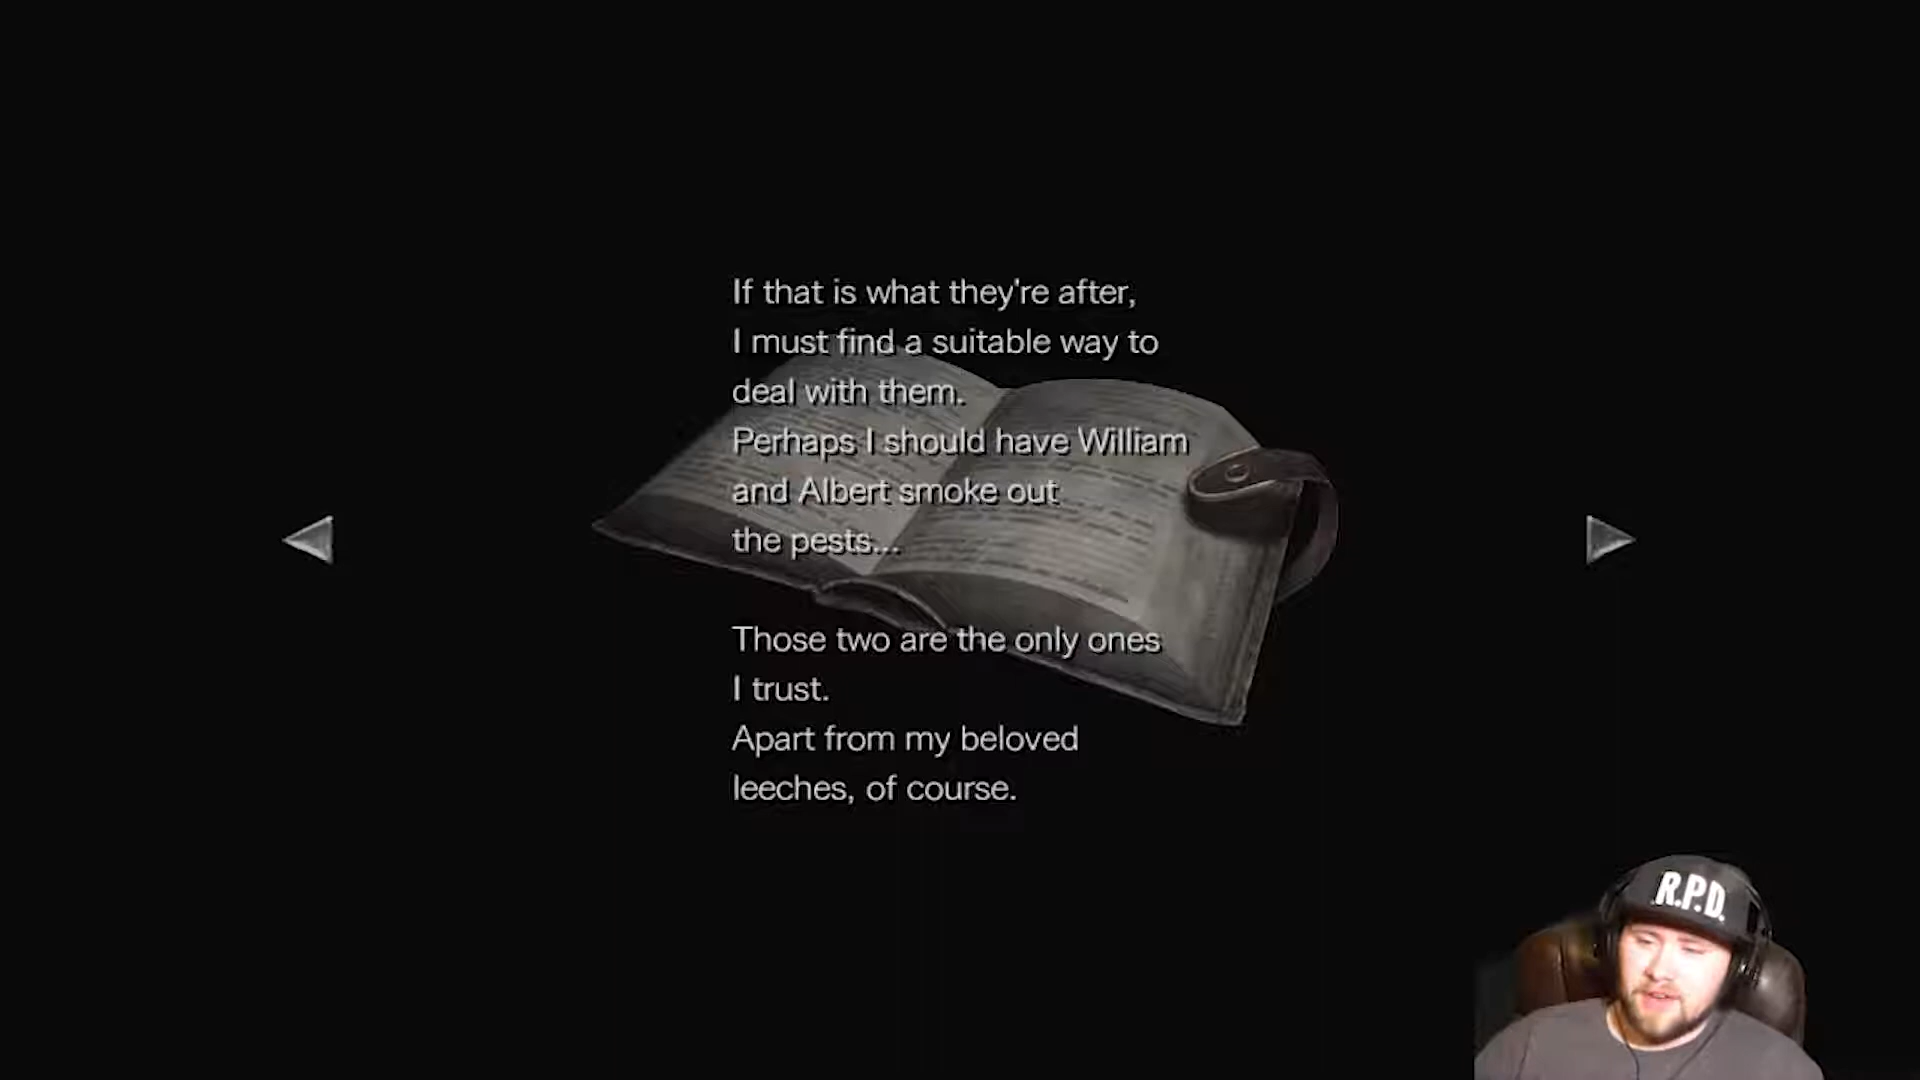 If that is what they're after,
I must find a suitable way to
deal with them.
Perhaps I should have William
and Albert smoke out
the pests...
Those two are the only ones
I trust.
Apart from my beloved
leeches, of course.
R.P.D.